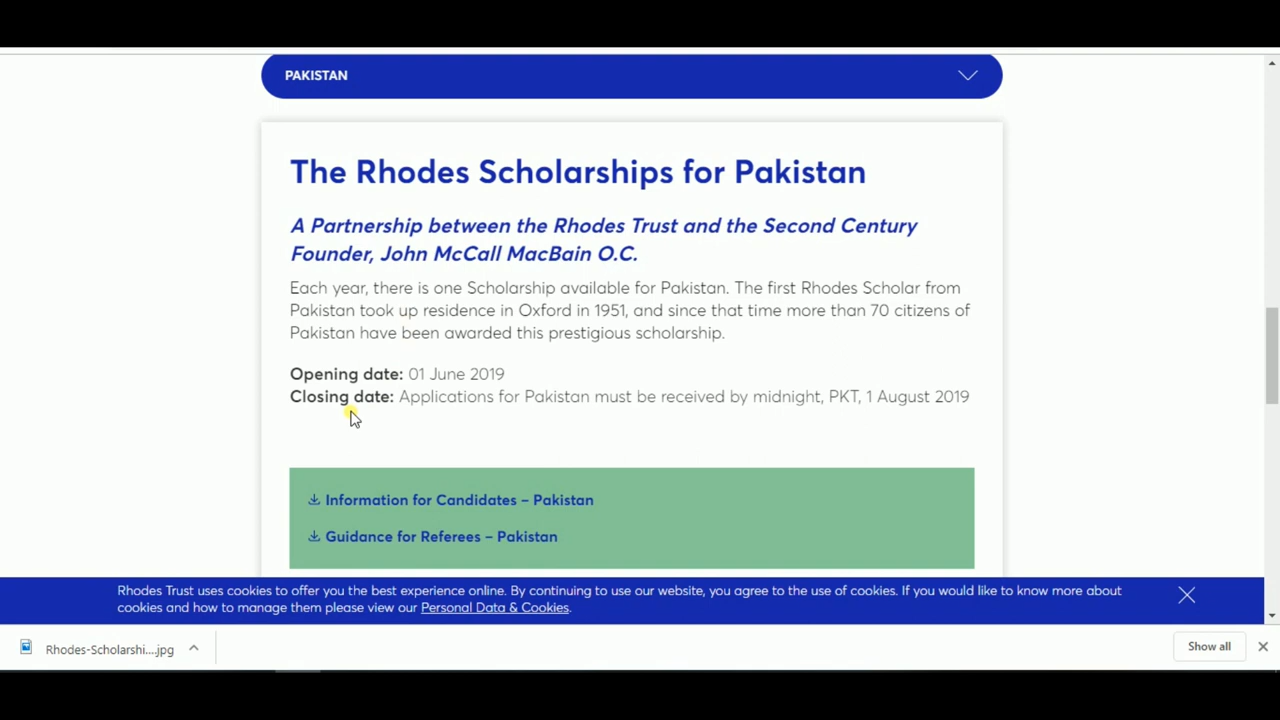 PAKISTAN
The Rhodes Scholarships for Pakistan
A Partnership between the Rhodes Trust and the Second Century
Founder, John McCall MacBain O.C.
Each year, there is one Scholarship available for Pakistan. The first Rhodes Scholar from
Pakistan took up residence in Oxford in 1951, and since that time more than 70 citizens of
Pakistan have been awarded this prestigious scholarship.
Opening date: 01 June 2019
Closing date: Applications for Pakistan must be received by midnight, PKT, 1 August 2019
Information for Candidates – Pakistan
Guidance for Referees – Pakistan
Rhodes Trust uses cookies to offer you the best experience online. By continuing to use our website, you agree to the use of cookies. If you would like to know more about
cookies and how to manage them please view our Personal Data & Cookies.
Rhodes-Scholarshi....jpg
Show all